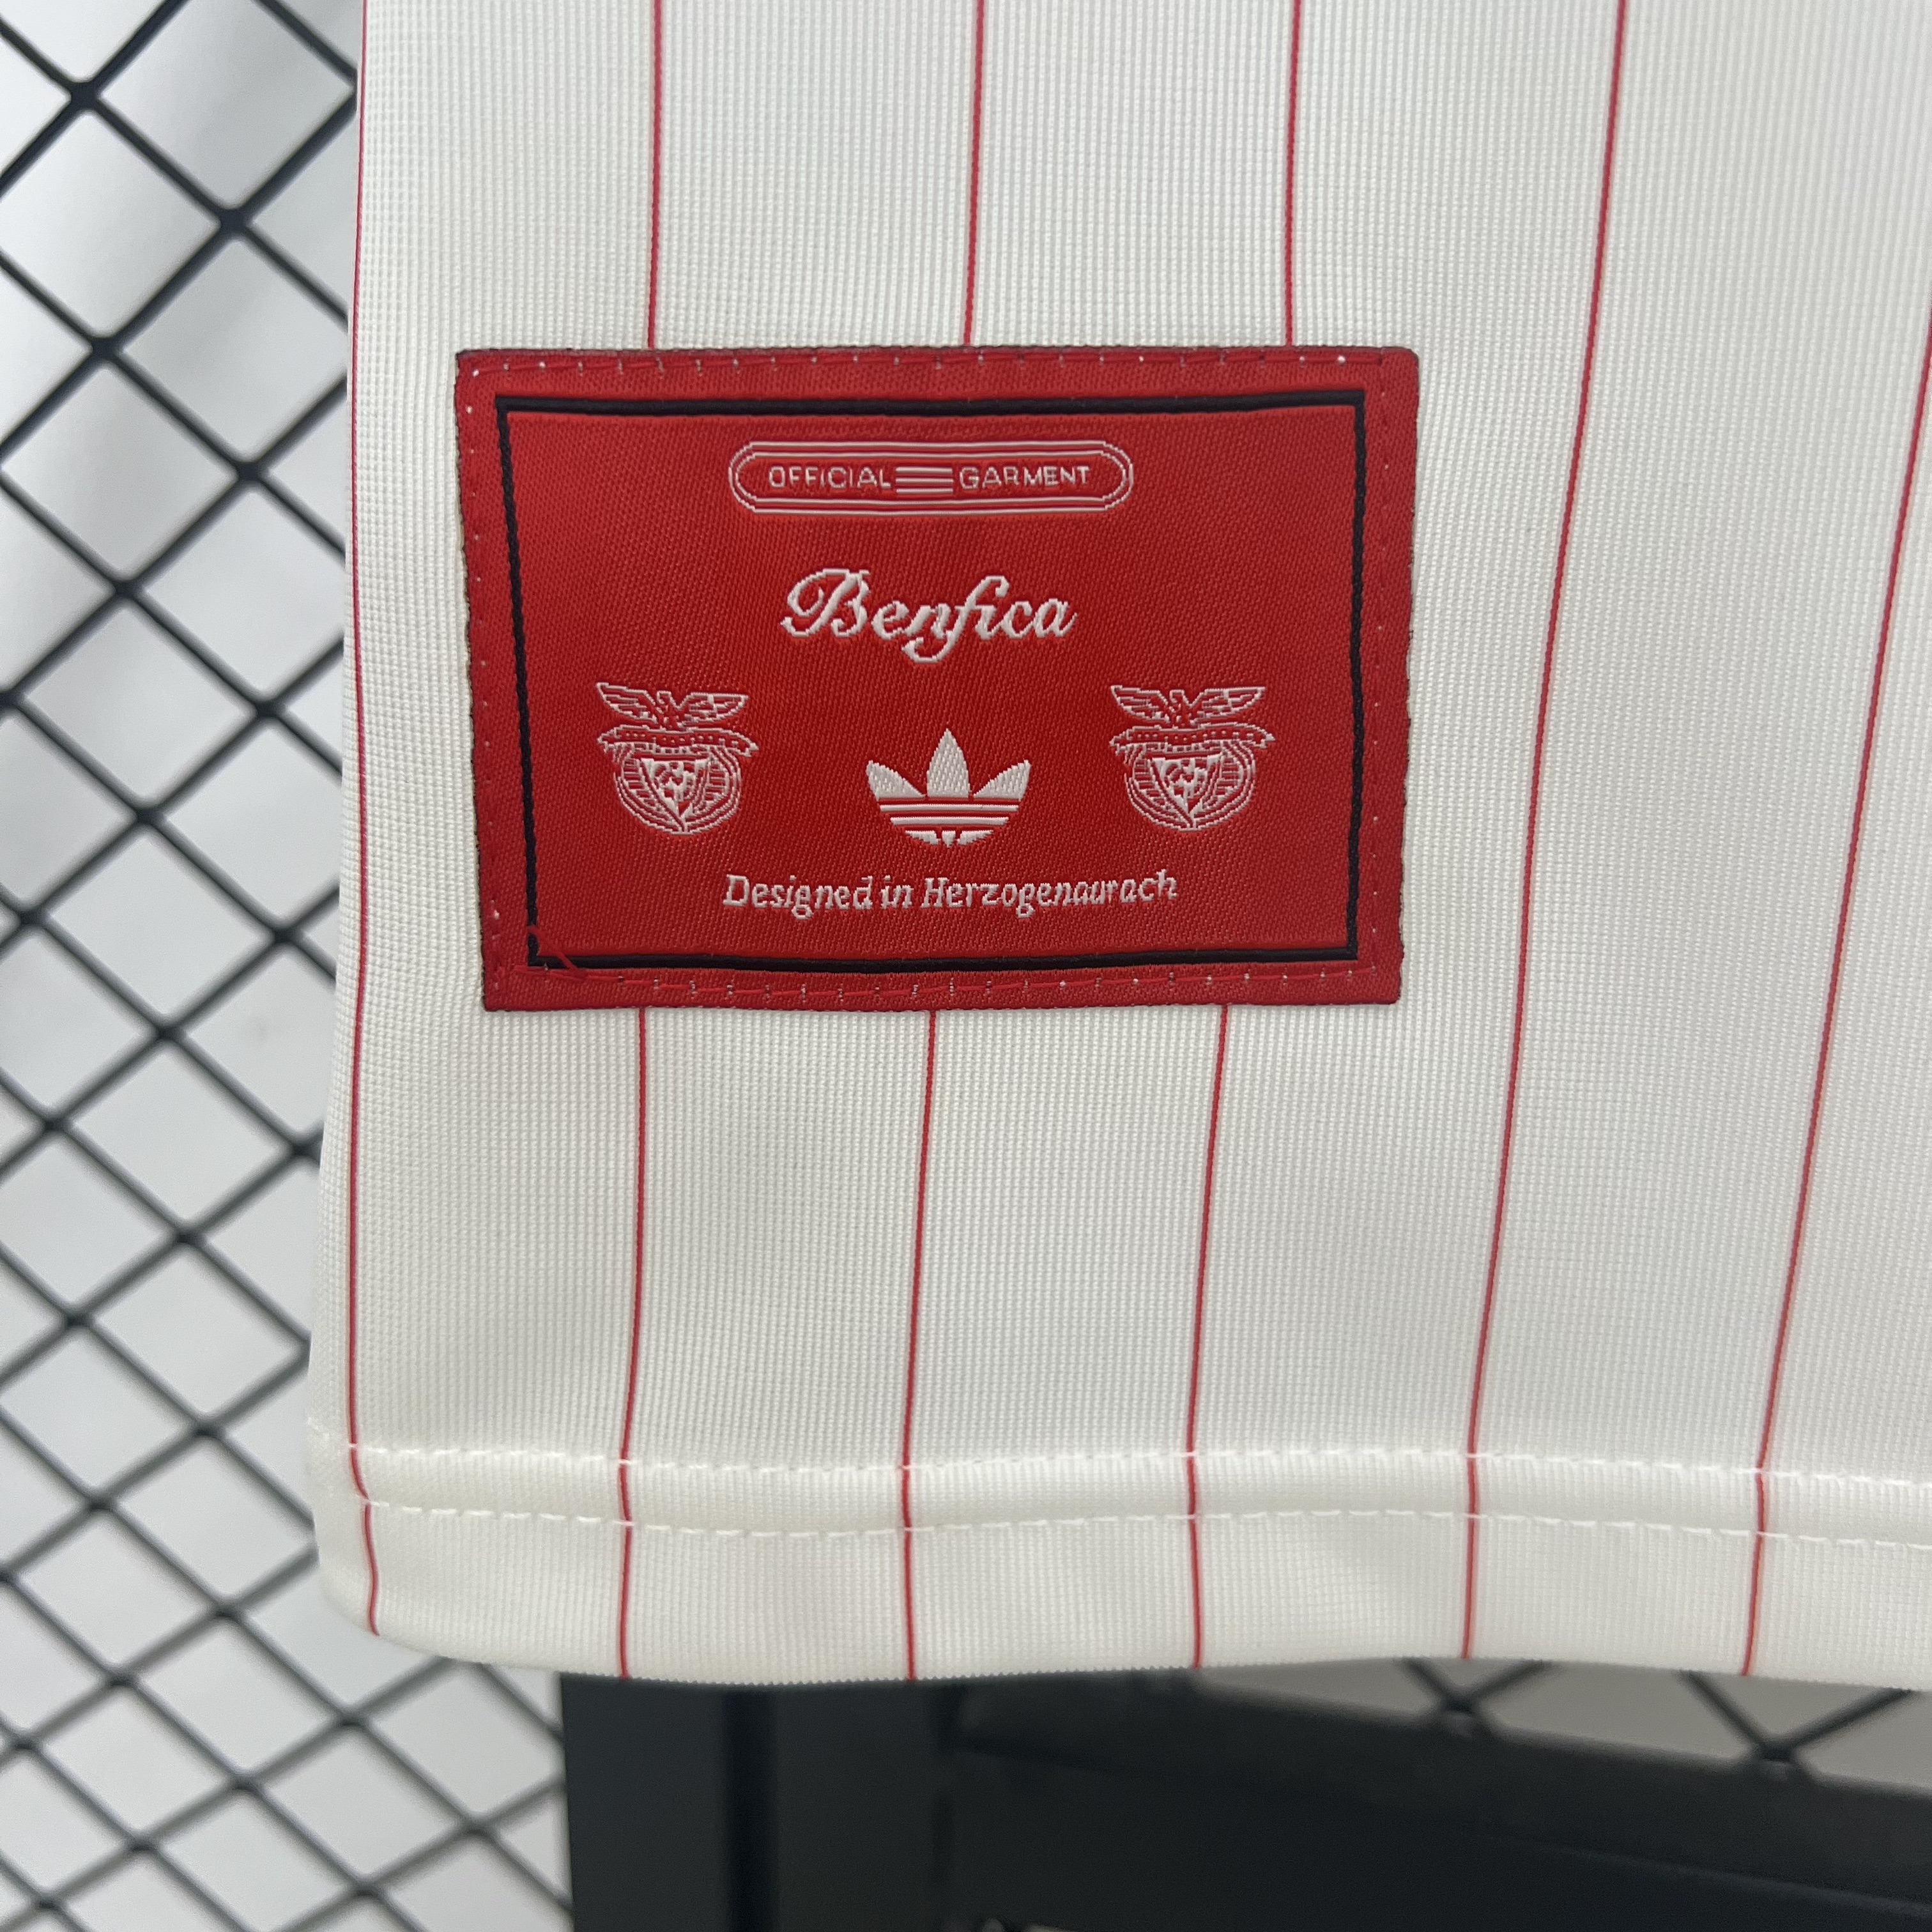 OFFICIAL GARMENT
Benfica
Designed in Herzogenaurach